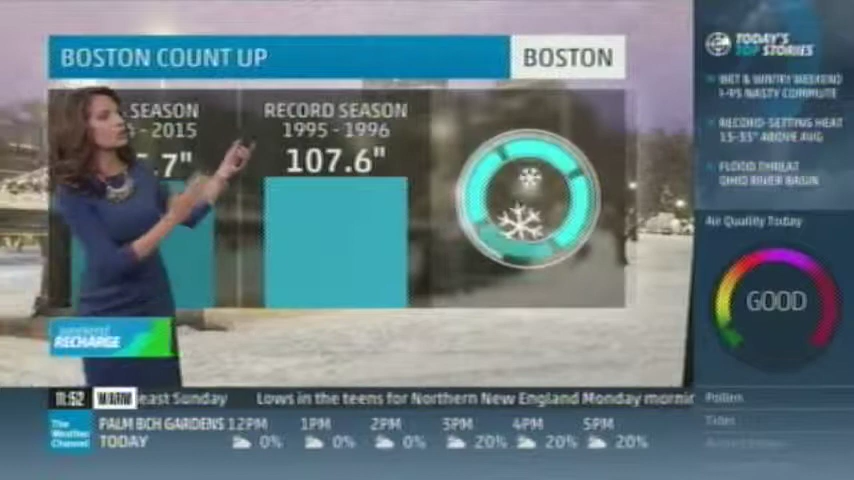 BOSTON COUNT UP
BOSTON
SEASON
- 2015
.7"
RECORD SEASON
1995 - 1996
107.6"
TODAY'S
TOP STORIES
WET & WINTRY WEEKEND
I-95 NASTY COMMUTE
RECORD-SETTING HEAT
15-35° ABOVE AVG
FLOOD THREAT
OHIO RIVER BASIN
Air Quality Today
GOOD
weekend
RECHARGE
11:52
WARM
east Sunday
Lows in the teens for Northern New England Monday mornin
Pollen
Tides
The
Weather
Channel
PALM BCH GARDENS
TODAY
12PM 1PM 2PM 3PM 4PM 5PM
0% 0% 0% 20% 20% 20%